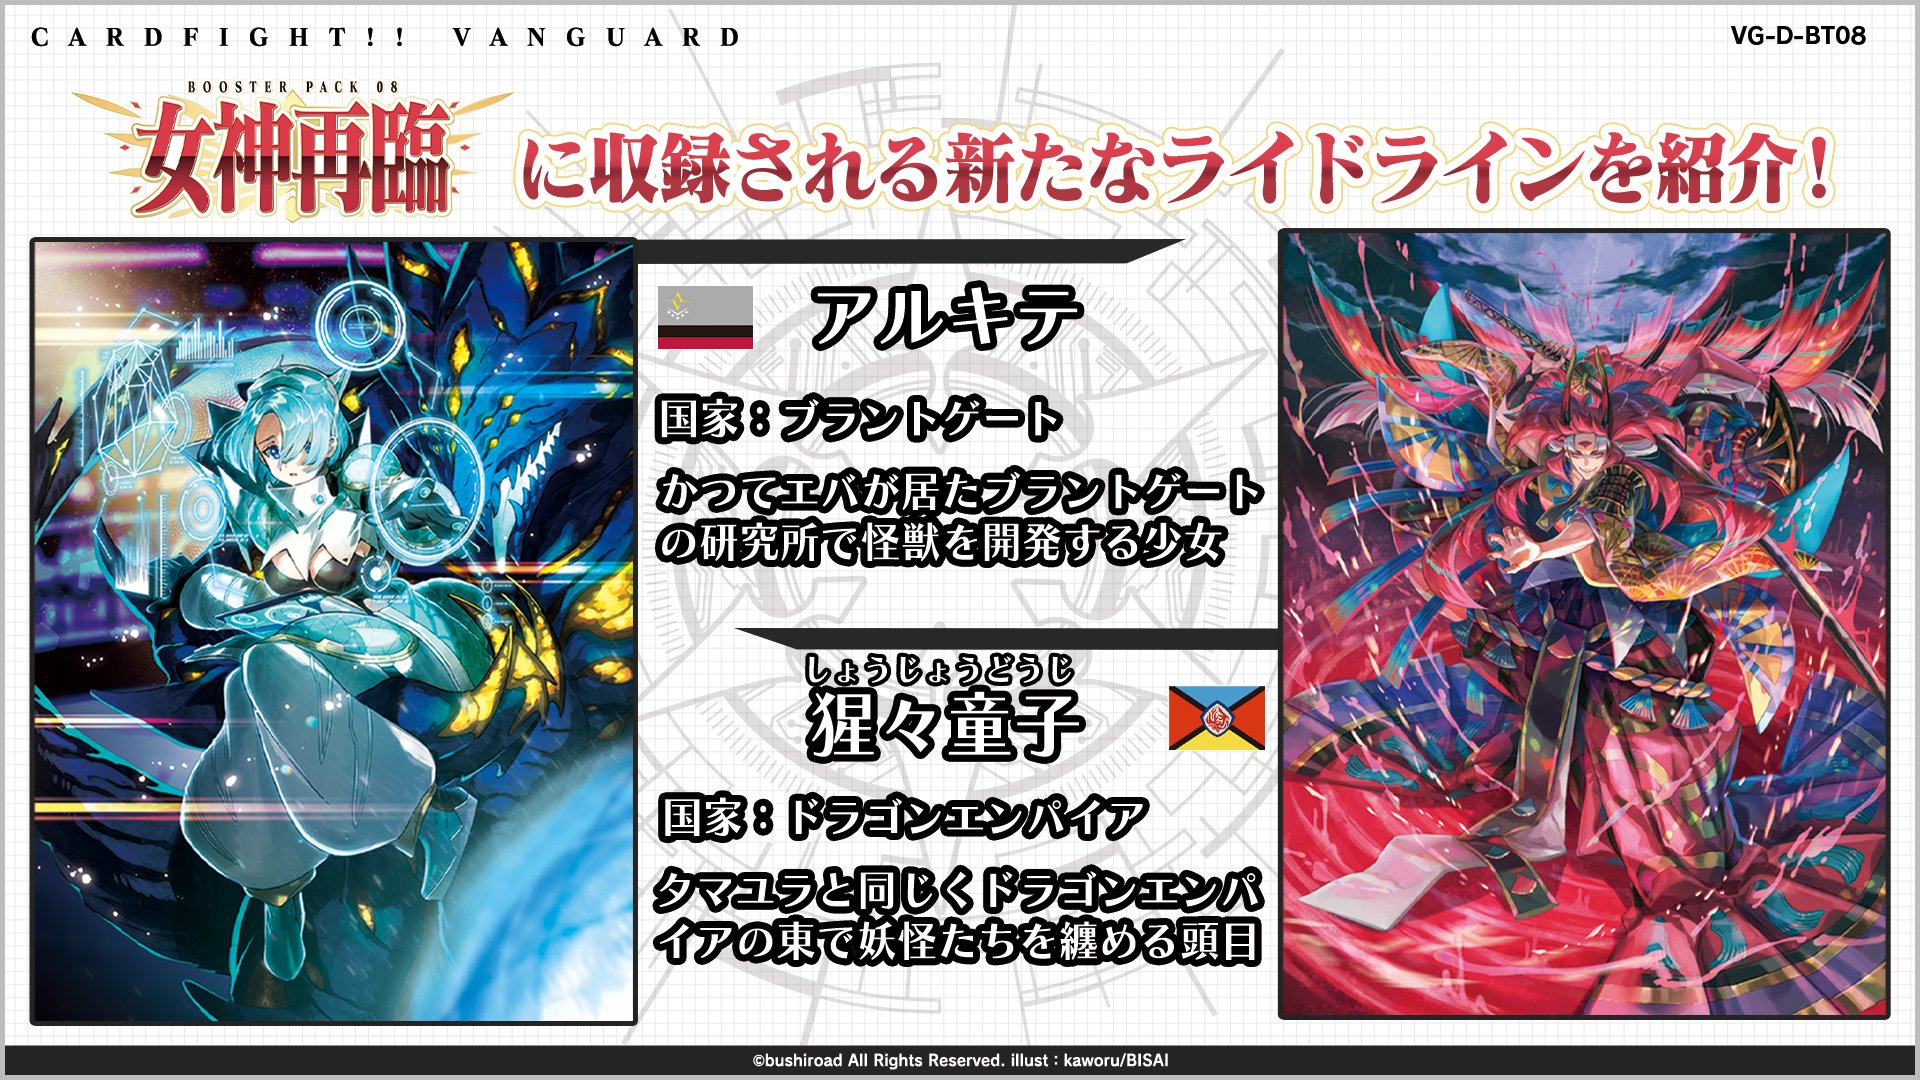 CARDFIGHT!! VANGUARD
VG-D-BT08
BOOSTER PACK 08
女神再臨
に収録される新たなライドラインを紹介!
アルキテ
国家:ブラントゲート
かつてエバが居たブラントゲート
の研究所で怪獣を開発する少女
しょうじょうどうじ
猩々童子
国家:ドラゴンエンパイア
タマユラと同じくドラゴンエンパ
イアの東で妖怪たちを纏める頭目
©bushiroad All Rights Reserved. illust:kaworu/BISAI